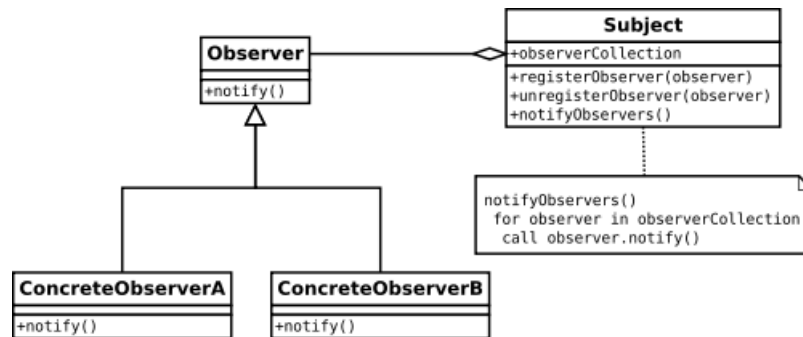 Observer
+notify()
Subject
+observerCollection
+registerObserver(observer)
+unregisterObserver(observer)
+notifyObservers()
notifyObservers()
for observer in observerCollection
call observer.notify()
ConcreteObserverA
+notify()
ConcreteObserverB
+notify()